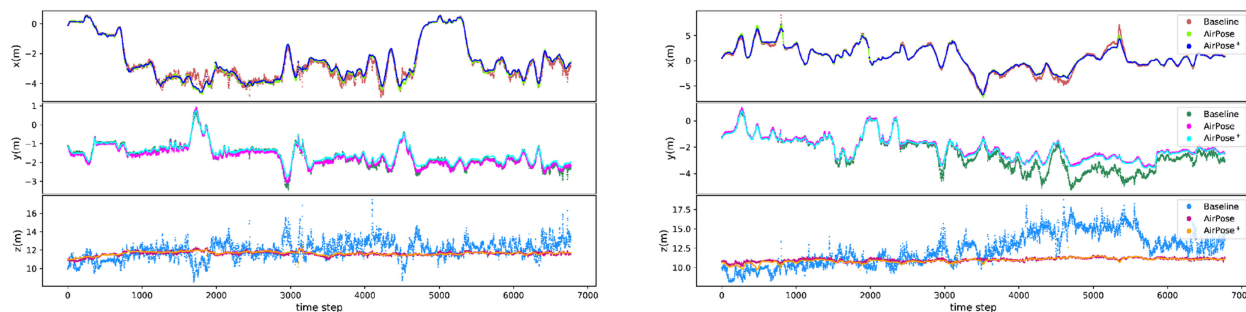 x(m)
0
−2
−4
y(m)
1
0
−1
−2
−3
z(m)
16
14
12
10
0 1000 2000 3000 4000 5000 6000 7000
time step
x(m)
5
0
−5
Baseline
AirPose
AirPose+
y(m)
0
−2
−4
Baseline
AirPose
AirPose+
z(m)
17.5
15.0
12.5
10.0
Baseline
AirPose
AirPose+
0 1000 2000 3000 4000 5000 6000 7000
time step